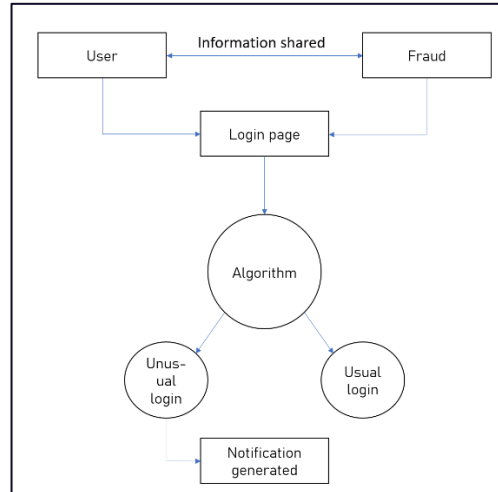 Information shared
User
Fraud
Login page
Algorithm
Unus-
ual
login
Usual
login
Notification
generated